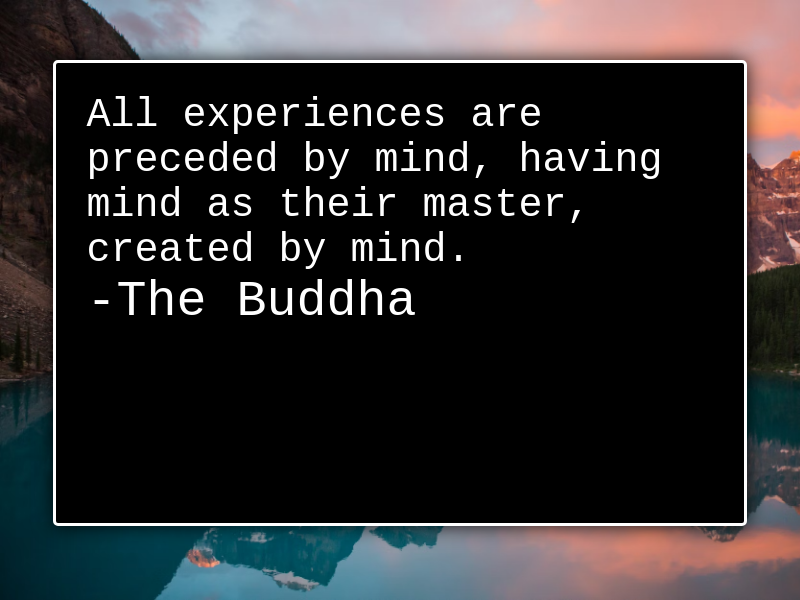 All experiences are
preceded by mind, having
mind as their master,
created by mind.
-The Buddha